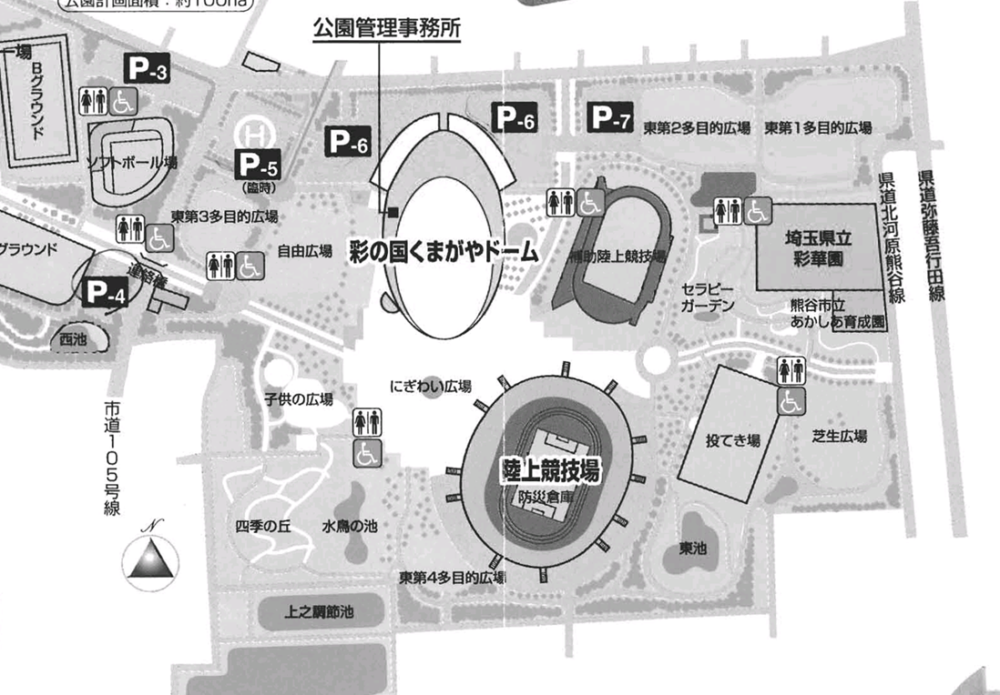 公園計画面積：約100ha
公園管理事務所
場
Bグラウンド
P-3
ソフトボール場
H
P-5
(臨時)
P-6
P-6
P-7
東第2多目的広場
東第1多目的広場
東第3多目的広場
自由広場
彩の国くまがやドーム
補助陸上競技場
埼玉県立
彩華園
県道北河原熊谷線
県道弥藤吾行田線
グラウンド
連絡橋
P-4
西池
セラピー
ガーデン
熊谷市立
あかしあ育成園
市道105号線
子供の広場
にぎわい広場
陸上競技場
防災倉庫
投てき場
芝生広場
四季の丘
水鳥の池
東池
N
東第4多目的広場
上之調節池